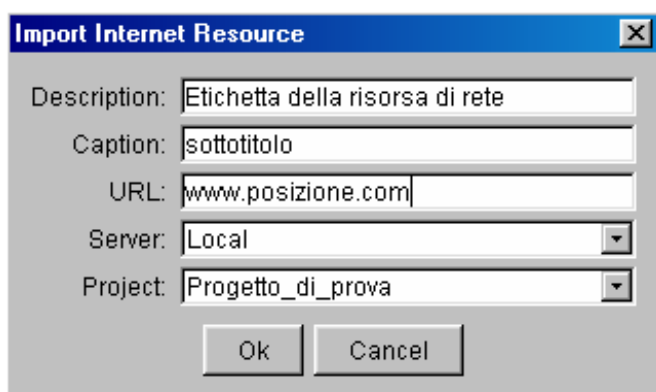 Import Internet Resource
Description: Etichetta della risorsa di rete
Caption: sottotitolo
URL: www.posizione.com
Server: Local
Project: Progetto_di_prova
Ok Cancel